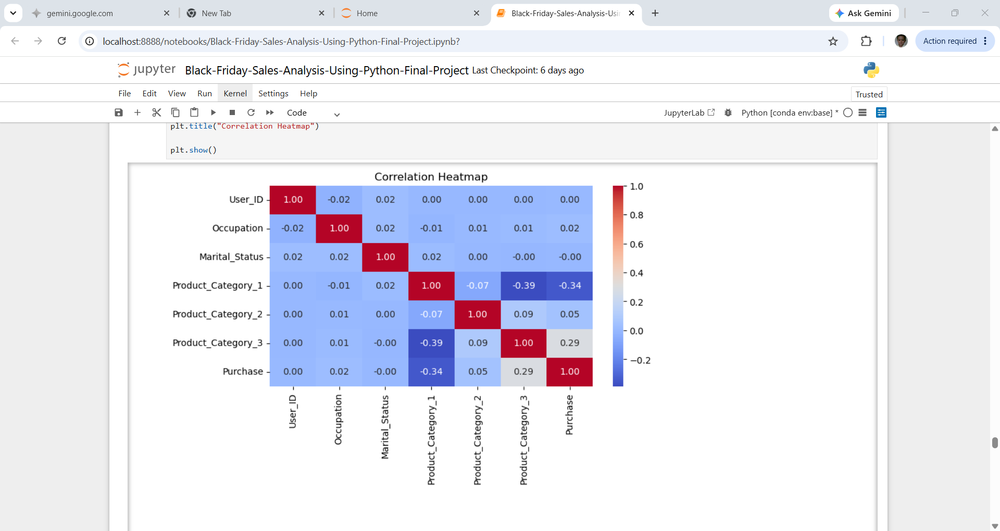 gemini.google.com
New Tab
Home
Black-Friday-Sales-Analysis-Usin
Ask Gemini
localhost:8888/notebooks/Black-Friday-Sales-Analysis-Using-Python-Final-Project.ipynb?
Action required
jupyter Black-Friday-Sales-Analysis-Using-Python-Final-Project Last Checkpoint: 6 days ago
File Edit View Run Kernel Settings Help
Trusted
Code
JupyterLab
Python [conda env:base] *
plt.title("Correlation Heatmap")
plt.show()
Correlation Heatmap
User_ID 1.00 -0.02 0.02 0.00 0.00 0.00 0.00
Occupation -0.02 1.00 0.02 -0.01 0.01 0.01 0.02
Marital_Status 0.02 0.02 1.00 0.02 0.00 -0.00 -0.00
Product_Category_1 0.00 -0.01 0.02 1.00 -0.07 -0.39 -0.34
Product_Category_2 0.00 0.01 0.00 -0.07 1.00 0.09 0.05
Product_Category_3 0.00 0.01 -0.00 -0.39 0.09 1.00 0.29
Purchase 0.00 0.02 -0.00 -0.34 0.05 0.29 1.00
User_ID
Occupation
Marital_Status
Product_Category_1
Product_Category_2
Product_Category_3
Purchase
1.0
0.8
0.6
0.4
0.2
0.0
−0.2